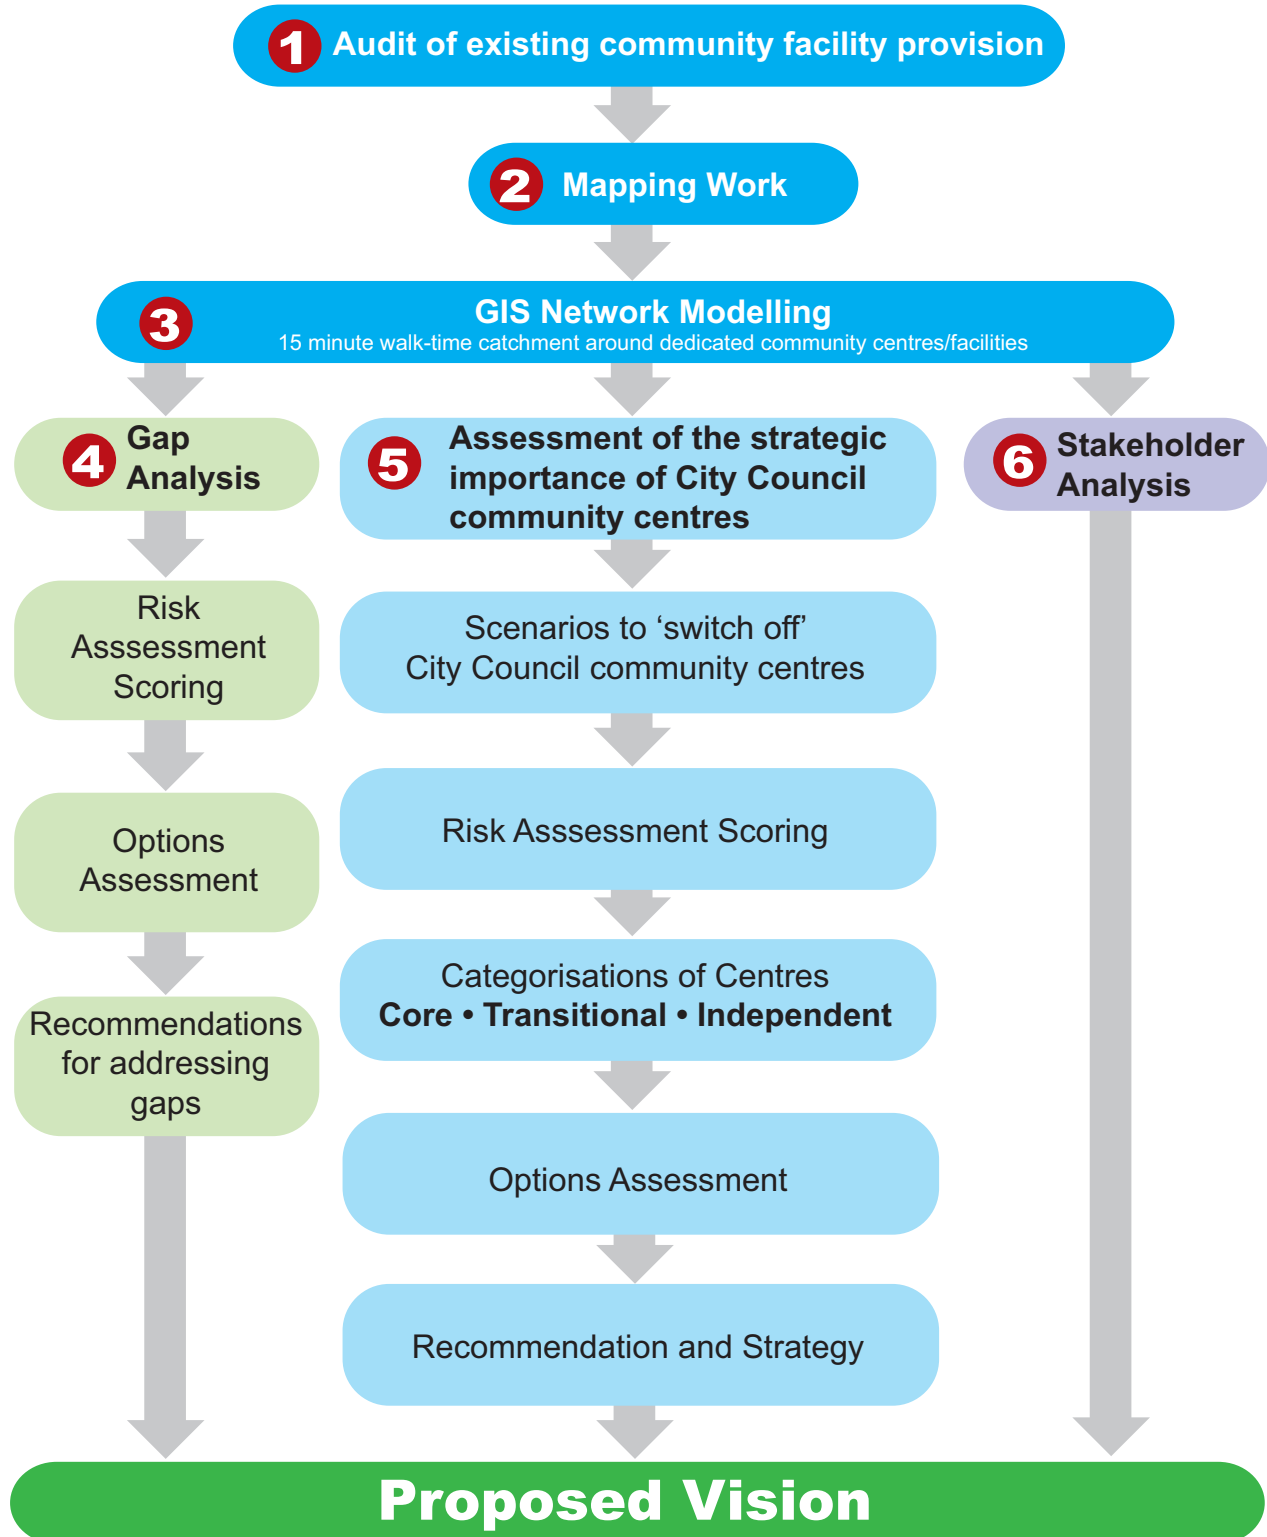 1 Audit of existing community facility provision
2 Mapping Work
3 GIS Network Modelling
15 minute walk-time catchment around dedicated community centres/facilities
4 Gap
Analysis
Risk
Asssessment
Scoring
Options
Assessment
Recommendations
for addressing
gaps
5 Assessment of the strategic
importance of City Council
community centres
Scenarios to ‘switch off’
City Council community centres
Risk Asssessment Scoring
Categorisations of Centres
Core • Transitional • Independent
Options Assessment
Recommendation and Strategy
6 Stakeholder
Analysis
Proposed Vision